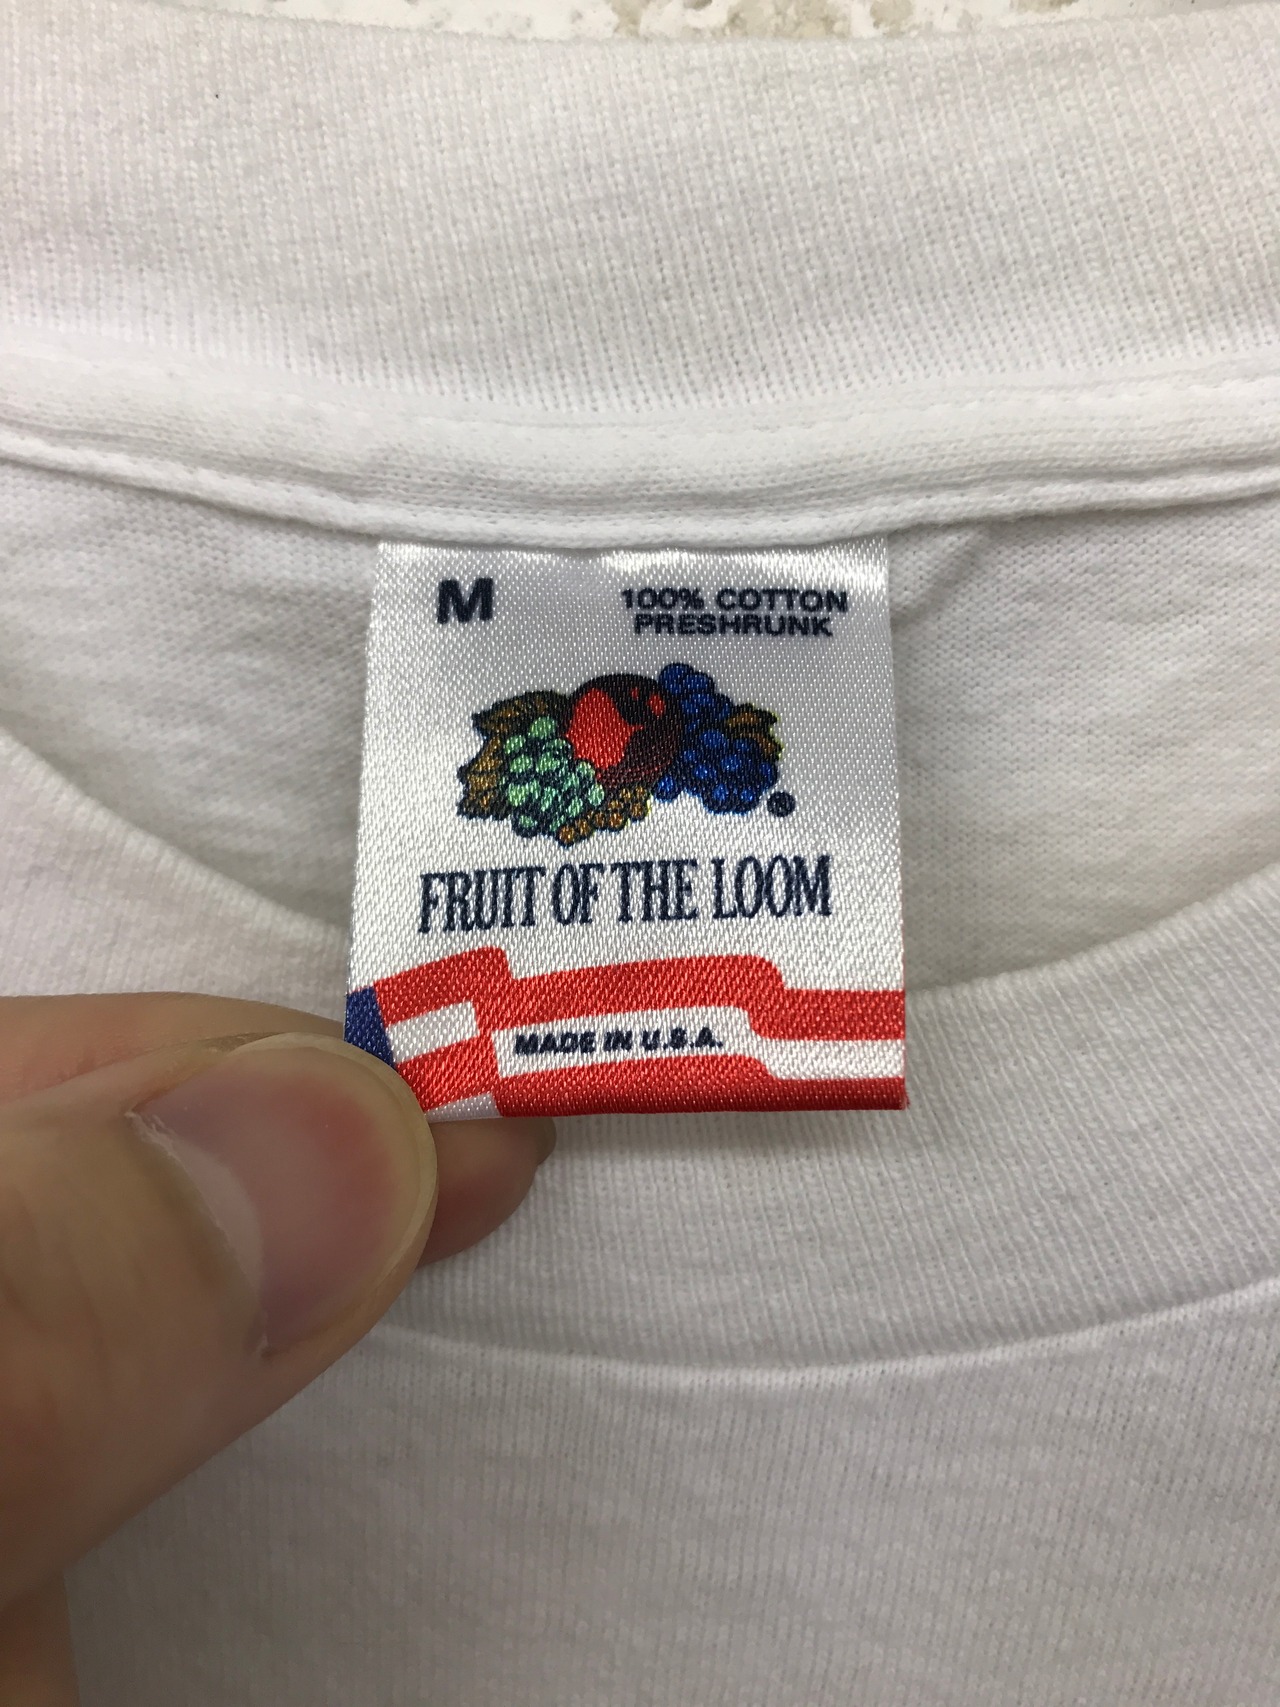 M
100% COTTON
PRESHRUNK
®
FRUIT OF THE LOOM
MADE IN U.S.A.